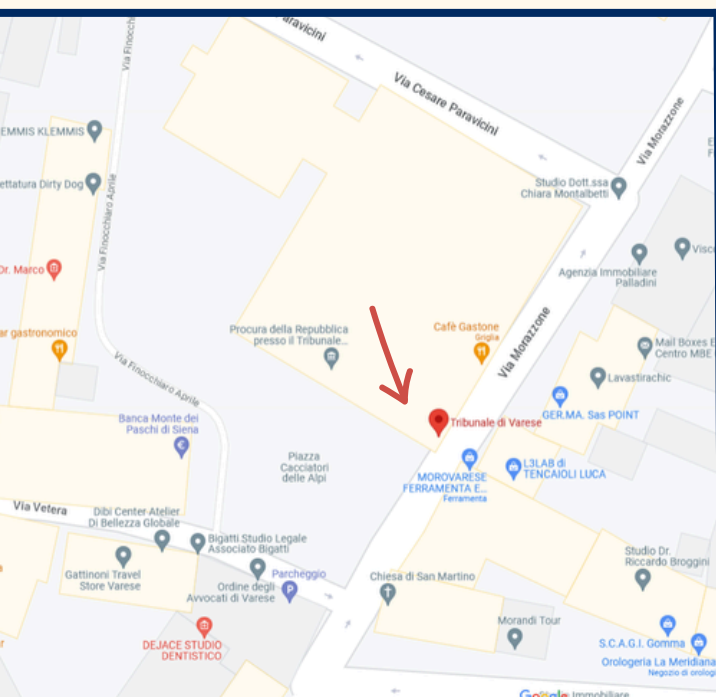 Paravicini
Via Finocchi
Via Cesare Paravicini
Via Morazzone
EMMIS KLEMMIS
ettatura Dirty Dog
Via Finocchiaro Aprile
Studio Dott.ssa
Chiara Montalbetti
Visco
Agenzia Immobiliare
Palladini
Dr. Marco
ar gastronomico
Procura della Repubblica
presso il Tribunale...
Cafè Gastone
Griglia
Via Morazzone
Mail Boxes E
Centro MBE
Lavastirachic
Via Finocchiaro Aprile
GER.MA. Sas POINT
Banca Monte dei
Paschi di Siena
Tribunale di Varese
Piazza
Cacciatori
delle Alpi
MOROVARESE
FERRAMENTA E...
Ferramenta
L3LAB di
TENCAIOLI LUCA
Via Vetera
Dibi Center-Atelier
Di Bellezza Globale
Bigatti Studio Legale
Associato Bigatti
Gattinoni Travel
Store Varese
Ordine degli
Avvocati di Varese
Parcheggio
Chiesa di San Martino
Studio Dr.
Riccardo Broggini
DEJACE STUDIO
DENTISTICO
Morandi Tour
S.C.A.G.I. Gomma
Orologeria La Meridiana
Negozio di orolog
Google
Immobiliare